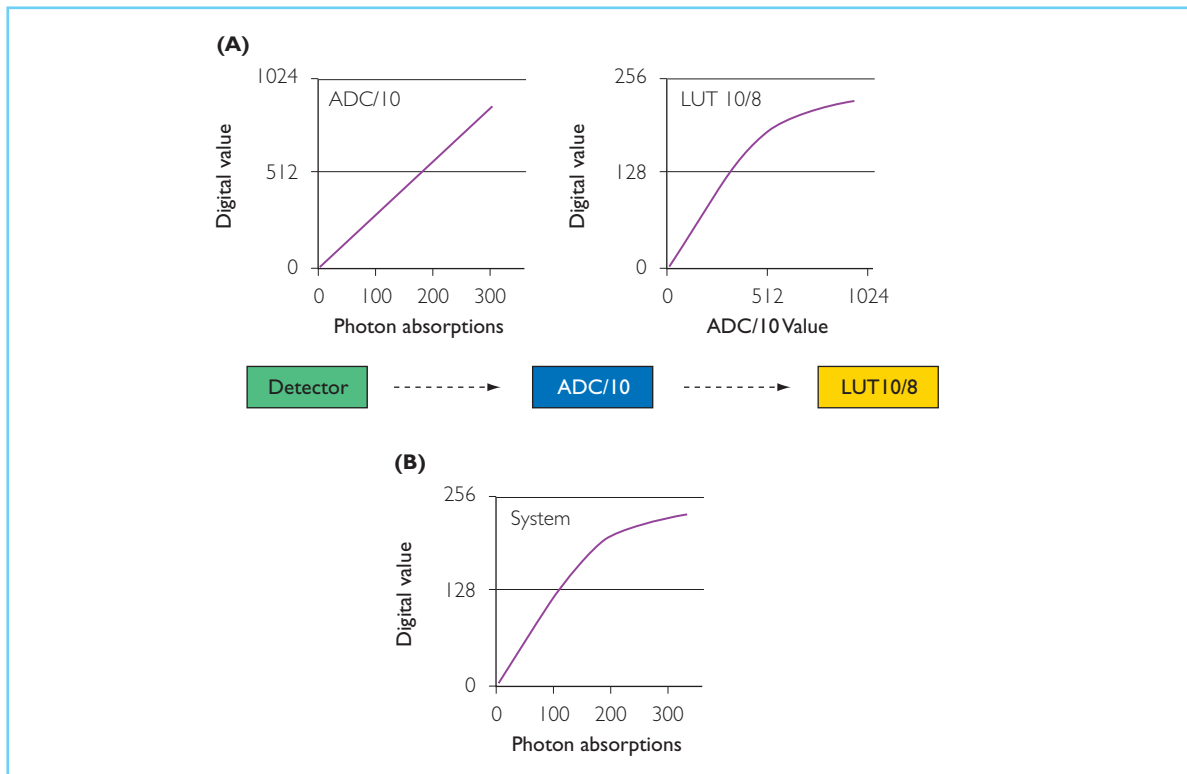 (A)
1024
ADC/10
512
0
Digital value
0 100 200 300
Photon absorptions
256
LUT 10/8
128
0
Digital value
0 512 1024
ADC/10 Value
Detector ADC/10 LUT10/8
(B)
256
System
128
0
Digital value
0 100 200 300
Photon absorptions